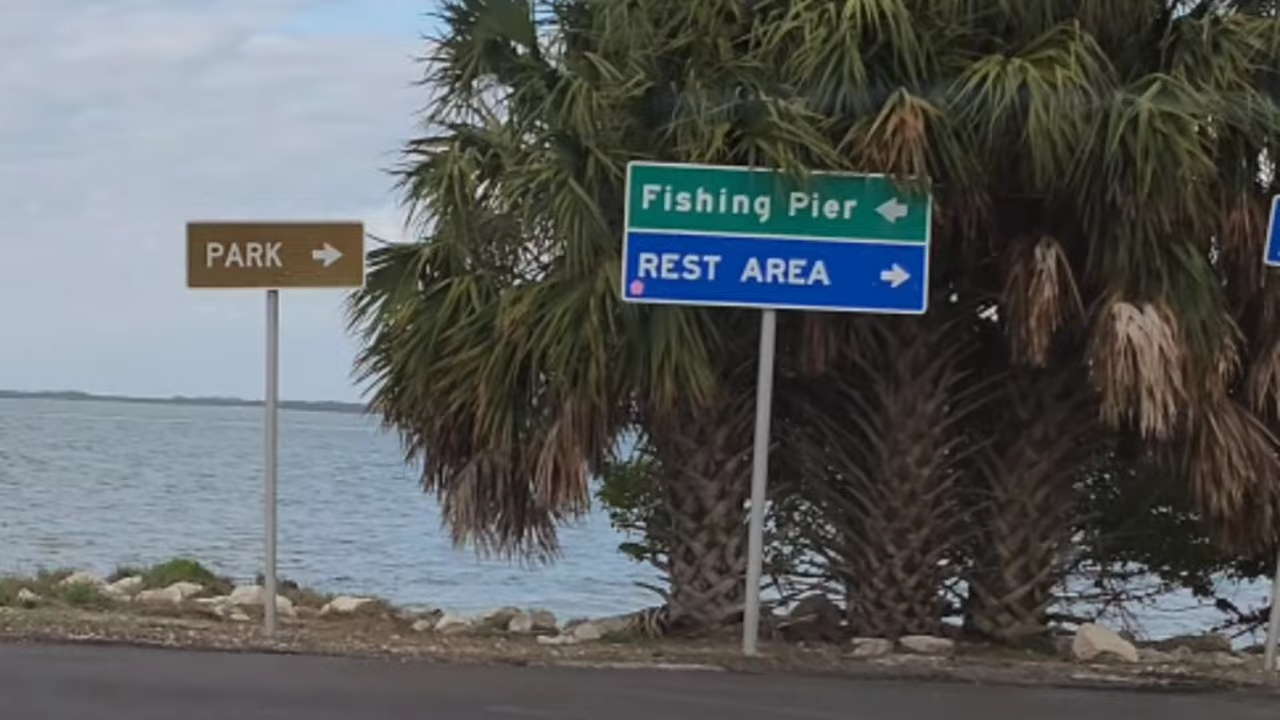 PARK →
Fishing Pier ←
REST AREA →